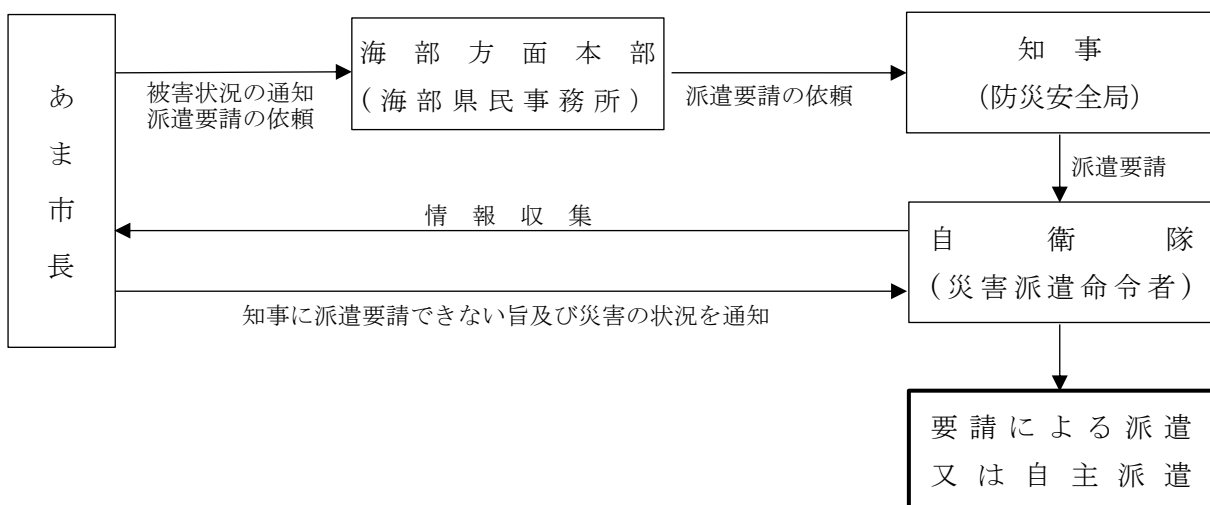 あま市長
被害状況の通知
派遣要請の依頼
海部方面本部
(海部県民事務所)
派遣要請の依頼
知事
(防災安全局)
派遣要請
情報収集
自衛隊
(災害派遣命令者)
知事に派遣要請できない旨及び災害の状況を通知
要請による派遣
又は自主派遣